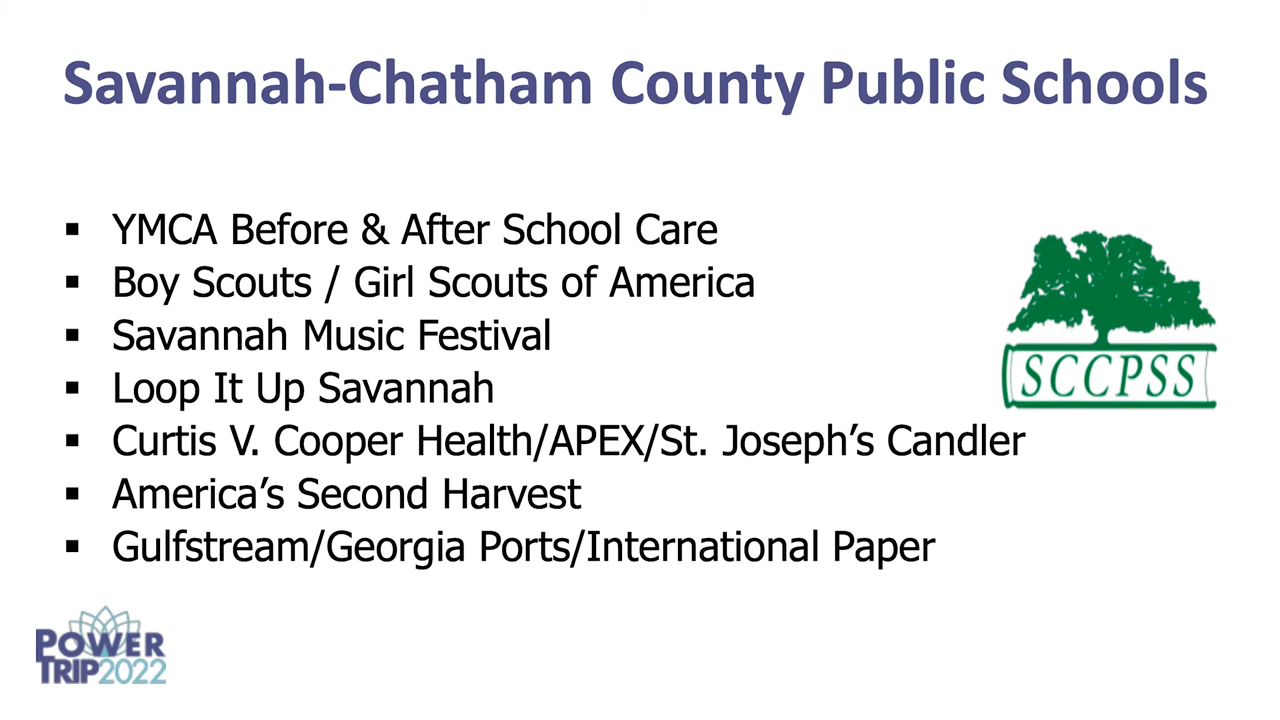 Savannah-Chatham County Public Schools
▪ YMCA Before & After School Care
▪ Boy Scouts / Girl Scouts of America
▪ Savannah Music Festival
▪ Loop It Up Savannah
▪ Curtis V. Cooper Health/APEX/St. Joseph’s Candler
▪ America’s Second Harvest
▪ Gulfstream/Georgia Ports/International Paper
SCCPSS
POWER
TRIP2022